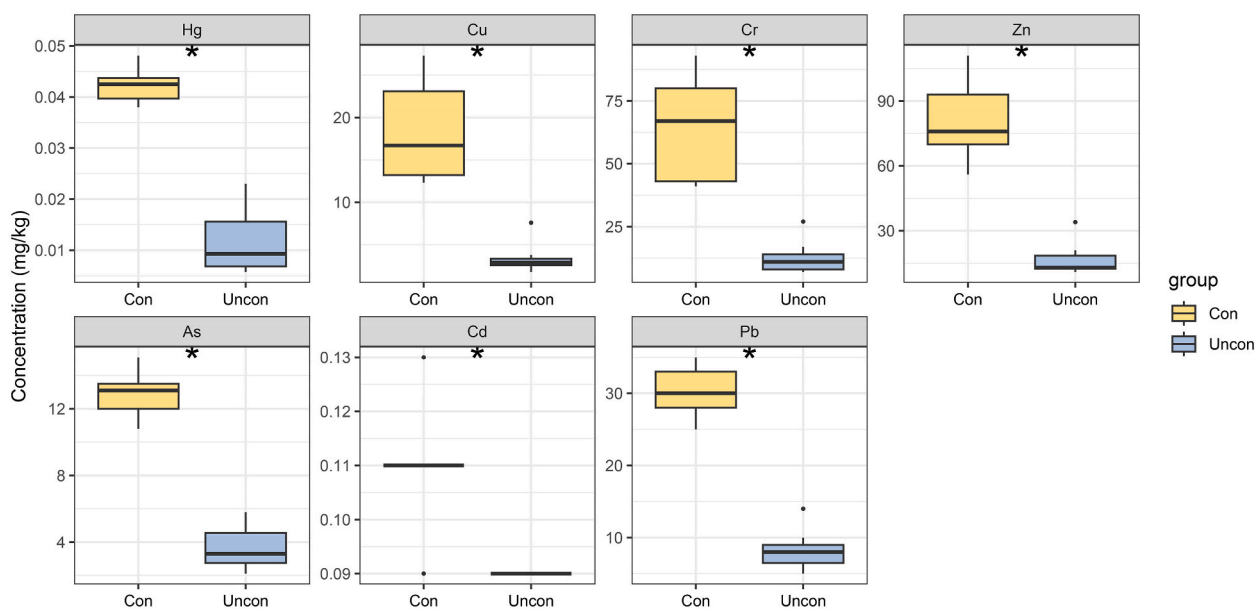 Hg
Cu
Cr
Zn
*
*
*
*
0.05
0.04
0.03
0.02
0.01
20
10
75
50
25
90
60
30
Con
Uncon
Con
Uncon
Con
Uncon
Con
Uncon
Concentration (mg/kg)
group
Con
Uncon
As
Cd
Pb
*
*
*
12
8
4
0.13
0.12
0.11
0.10
0.09
30
20
10
Con
Uncon
Con
Uncon
Con
Uncon